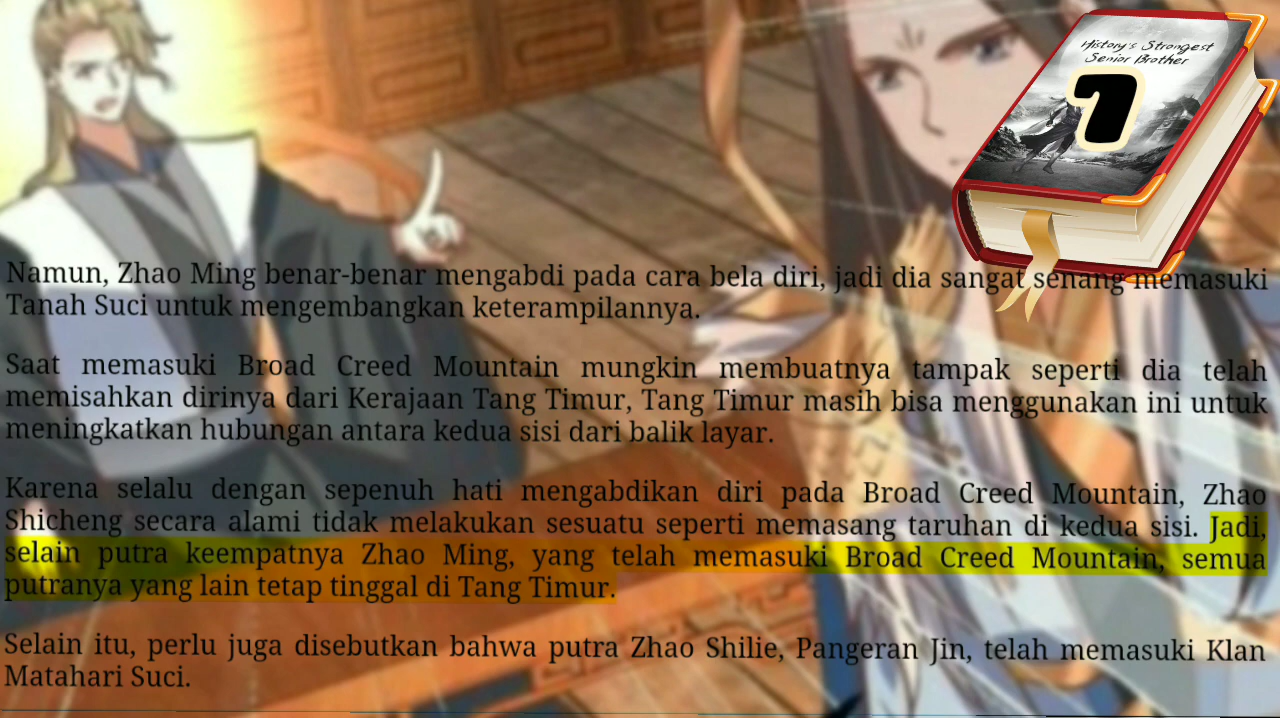 History's Strongest
Senior Brother
7
Namun, Zhao Ming benar-benar mengabdi pada cara bela diri, jadi dia sangat senang memasuki
Tanah Suci untuk mengembangkan keterampilannya.
Saat memasuki Broad Creed Mountain mungkin membuatnya tampak seperti dia telah
memisahkan dirinya dari Kerajaan Tang Timur, Tang Timur masih bisa menggunakan ini untuk
meningkatkan hubungan antara kedua sisi dari balik layar.
Karena selalu dengan sepenuh hati mengabdikan diri pada Broad Creed Mountain, Zhao
Shicheng secara alami tidak melakukan sesuatu seperti memasang taruhan di kedua sisi. Jadi,
selain putra keempatnya Zhao Ming, yang telah memasuki Broad Creed Mountain, semua
putranya yang lain tetap tinggal di Tang Timur.
Selain itu, perlu juga disebutkan bahwa putra Zhao Shilie, Pangeran Jin, telah memasuki Klan
Matahari Suci.